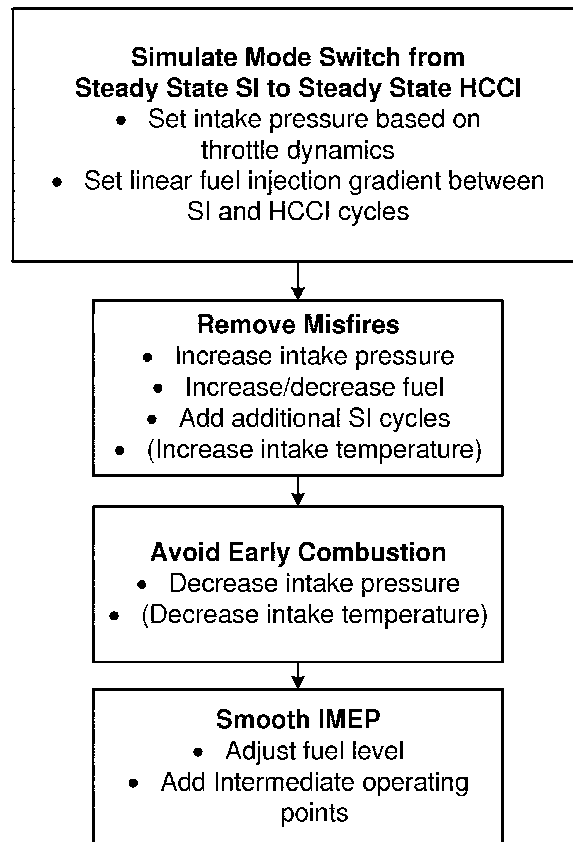 Simulate Mode Switch from
Steady State SI to Steady State HCCI
• Set intake pressure based on
throttle dynamics
• Set linear fuel injection gradient between
SI and HCCI cycles
Remove Misfires
• Increase intake pressure
• Increase/decrease fuel
• Add additional SI cycles
• (Increase intake temperature)
Avoid Early Combustion
• Decrease intake pressure
• (Decrease intake temperature)
Smooth IMEP
• Adjust fuel level
• Add Intermediate operating
points